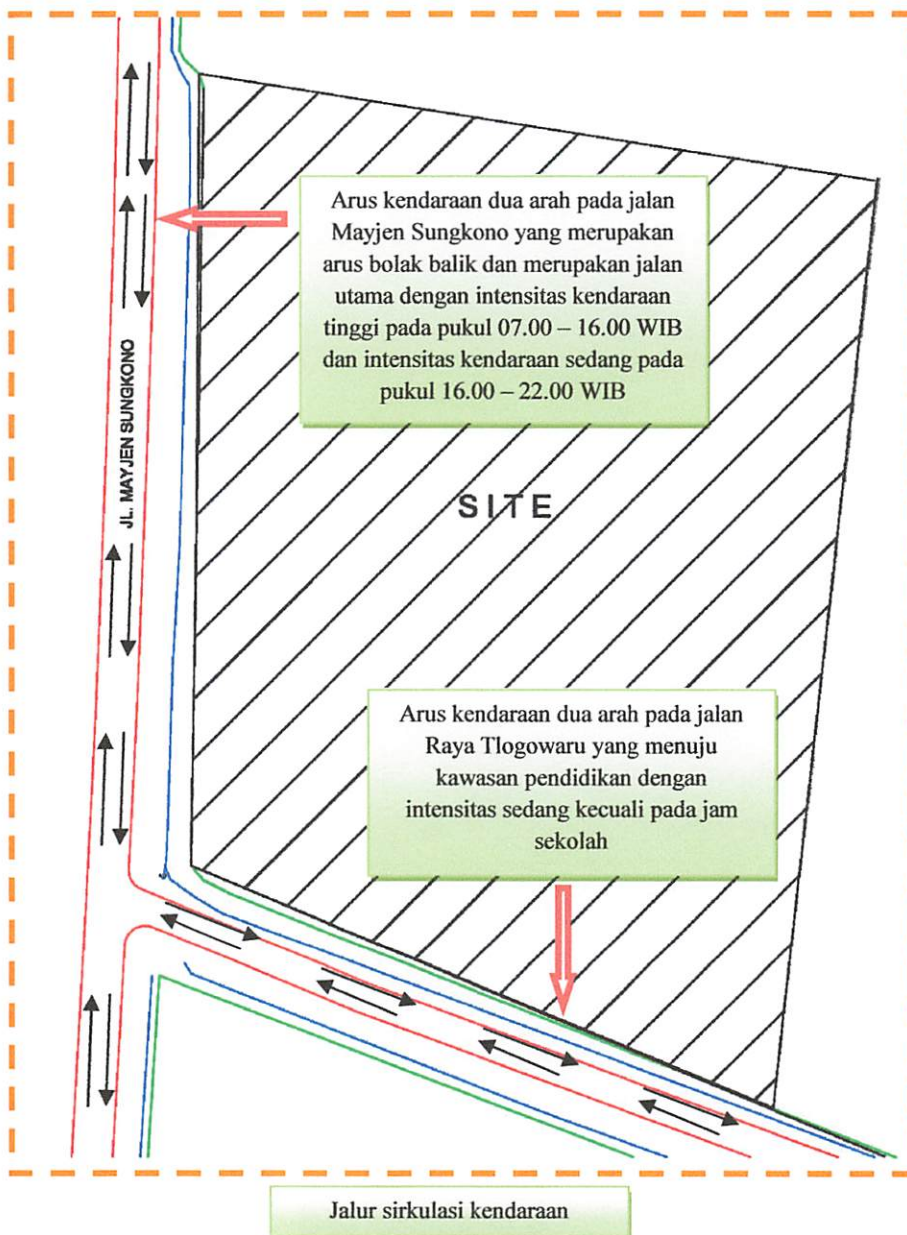 Arus kendaraan dua arah pada jalan
Mayjen Sungkono yang merupakan
arus bolak balik dan merupakan jalan
utama dengan intensitas kendaraan
tinggi pada pukul 07.00 – 16.00 WIB
dan intensitas kendaraan sedang pada
pukul 16.00 – 22.00 WIB
JL. MAYJEN SUNGKONO
SITE
Arus kendaraan dua arah pada jalan
Raya Tlogowaru yang menuju
kawasan pendidikan dengan
intensitas sedang kecuali pada jam
sekolah
Jalur sirkulasi kendaraan